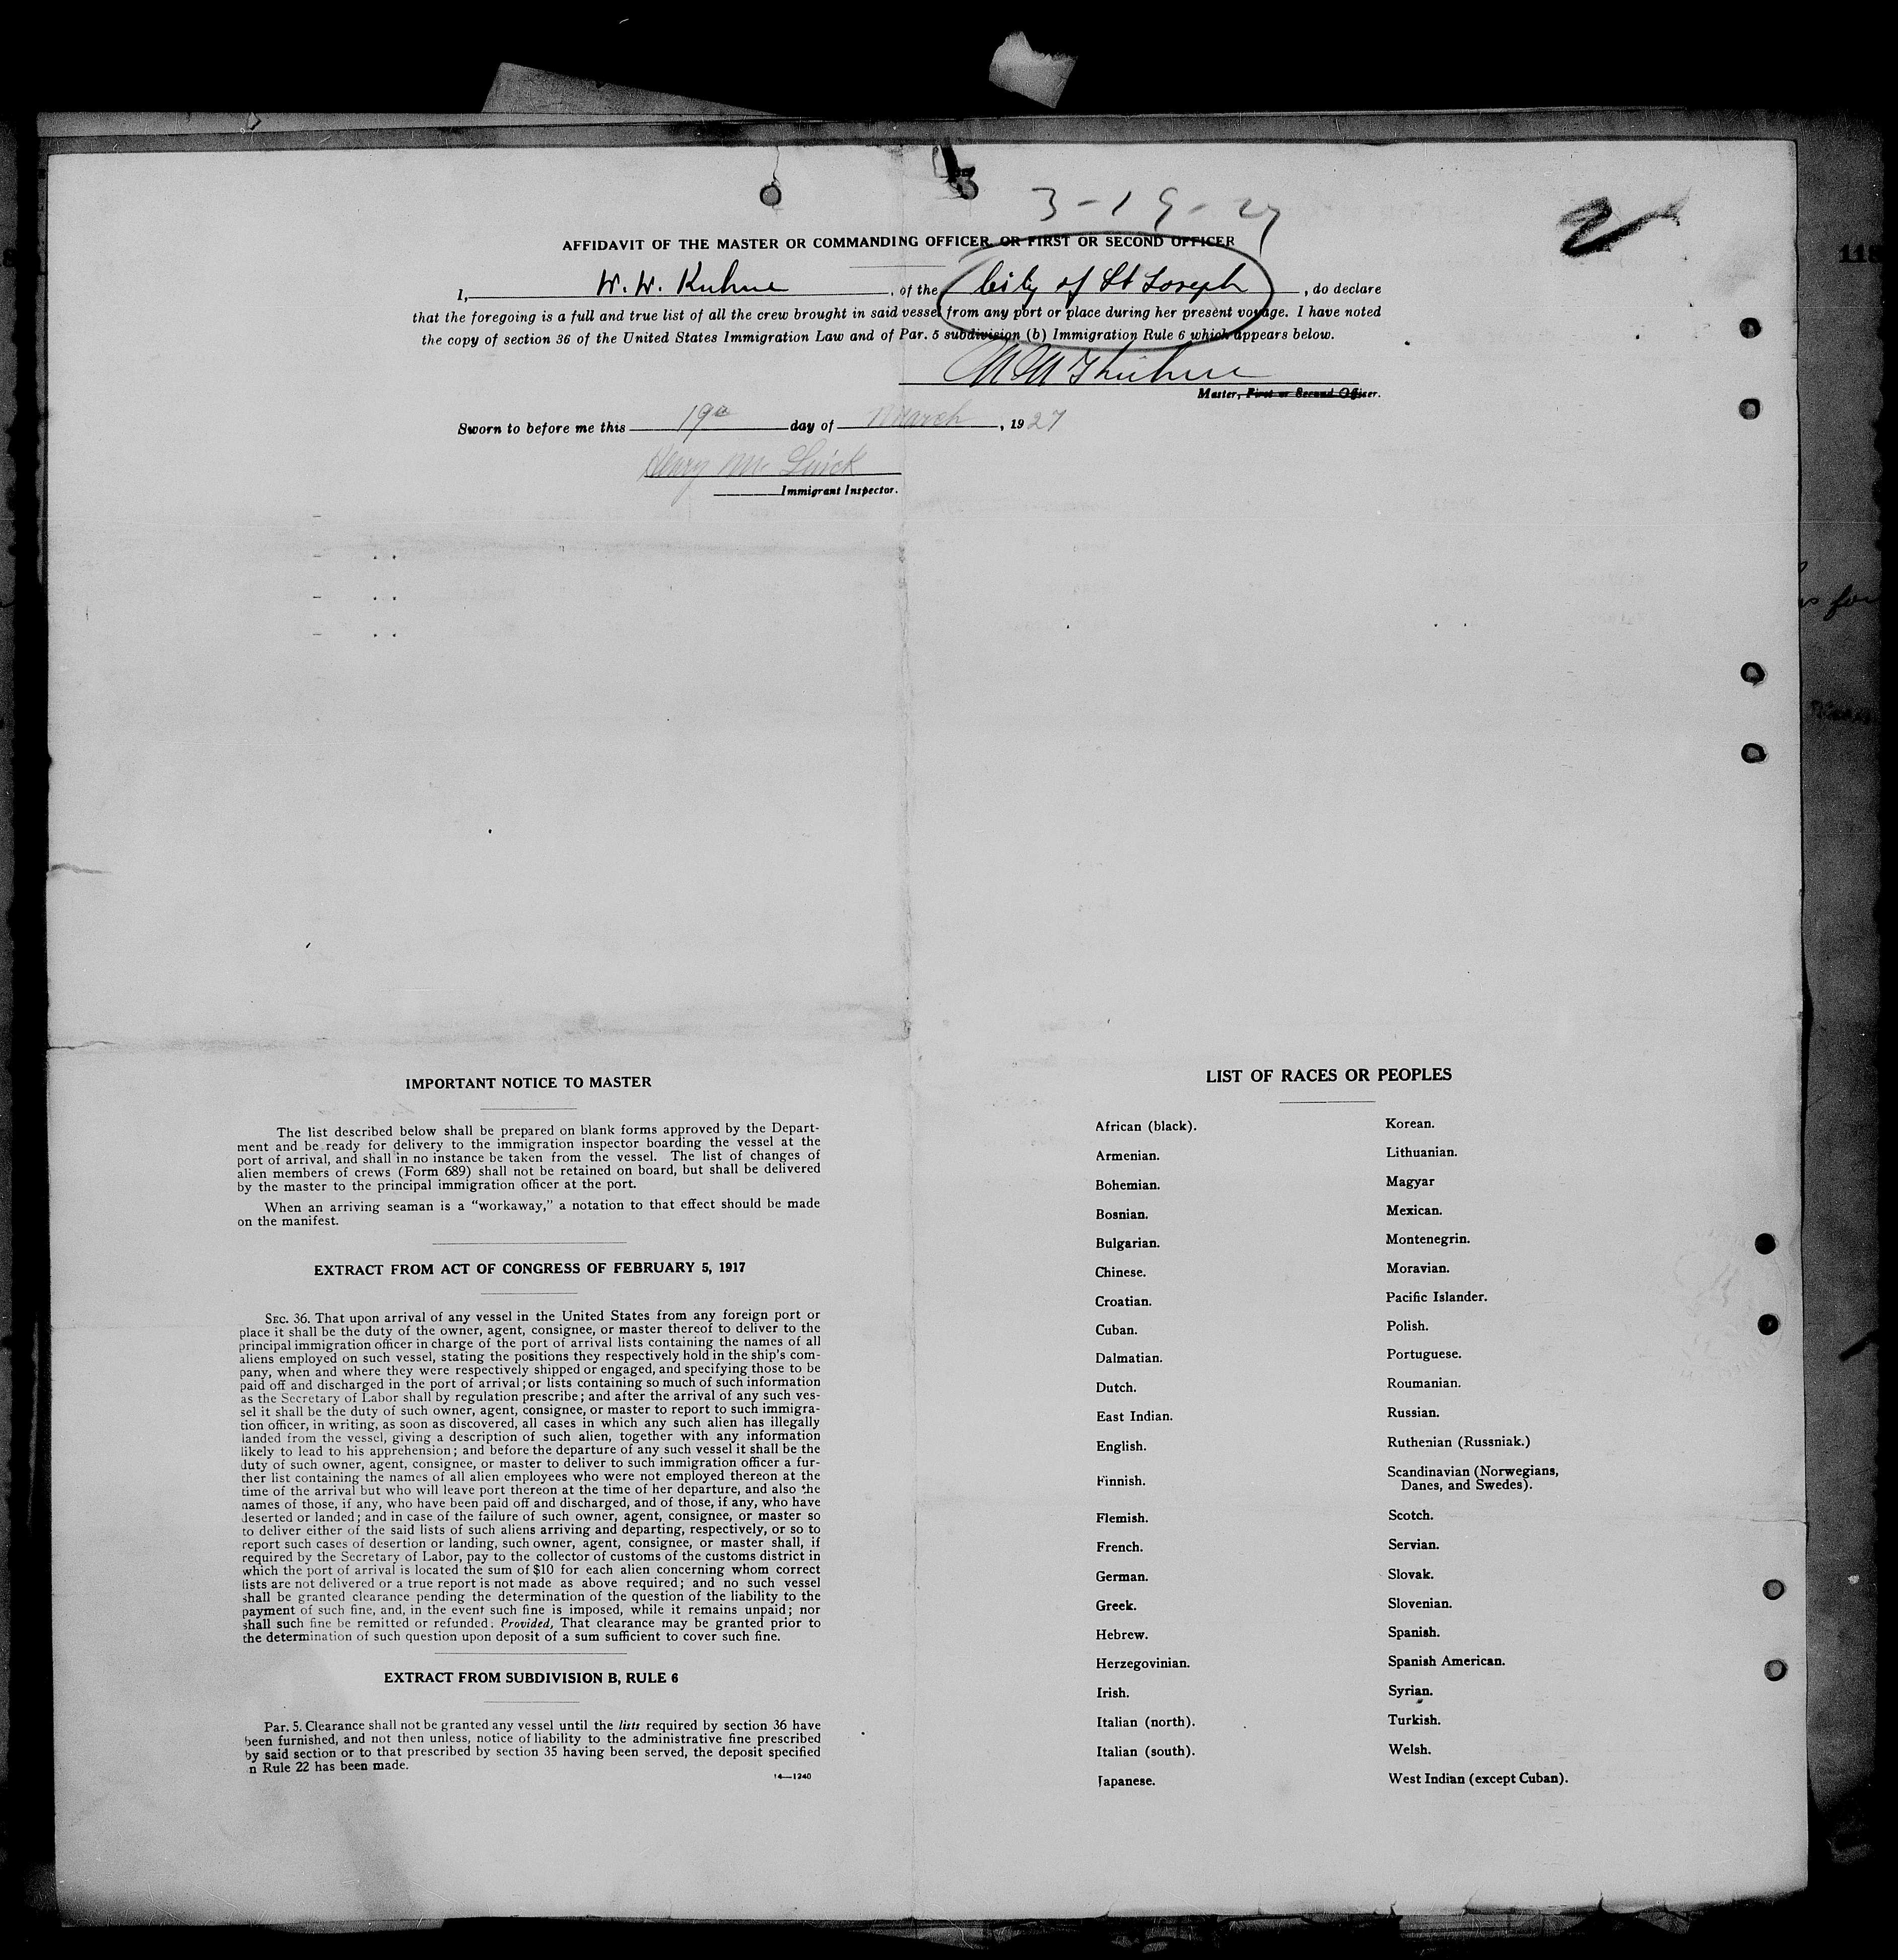 3-19-27
2
AFFIDAVIT OF THE MASTER OR COMMANDING OFFICER, OR FIRST OR SECOND OFFICER
I, W. W. Kuhne, of the City of St Joseph, do declare
that the foregoing is a full and true list of all the crew brought in said vessel from any port or place during her present voyage. I have noted
the copy of section 36 of the United States Immigration Law and of Par. 5 subdivision (b) Immigration Rule 6 which appears below.
W W Kuhne
Master, First or Second Officer.
Sworn to before me this 19 day of March, 1927
Henry
Immigrant Inspector.
118
IMPORTANT NOTICE TO MASTER
The list described below shall be prepared on blank forms approved by the Depart-
ment and be ready for delivery to the immigration inspector boarding the vessel at the
port of arrival, and shall in no instance be taken from the vessel. The list of changes of
alien members of crews (Form 689) shall not be retained on board, but shall be delivered
by the master to the principal immigration officer at the port.
When an arriving seaman is a "workaway," a notation to that effect should be made
on the manifest.
EXTRACT FROM ACT OF CONGRESS OF FEBRUARY 5, 1917
SEC. 36. That upon arrival of any vessel in the United States from any foreign port or
place it shall be the duty of the owner, agent, consignee, or master thereof to deliver to the
principal immigration officer in charge of the port of arrival lists containing the names of all
aliens employed on such vessel, stating the positions they respectively hold in the ship's com-
pany, when and where they were respectively shipped or engaged, and specifying those to be
paid off and discharged in the port of arrival; or lists containing so much of such information
as the Secretary of Labor shall by regulation prescribe; and after the arrival of any such ves-
sel it shall be the duty of such owner, agent, consignee, or master to report to such immigra-
tion officer, in writing, as soon as discovered, all cases in which any such alien has illegally
landed from the vessel, giving a description of such alien, together with any information
likely to lead to his apprehension; and before the departure of any such vessel it shall be the
duty of such owner, agent, consignee, or master to deliver to such immigration officer a fur-
ther list containing the names of all alien employees who were not employed thereon at the
time of the arrival but who will leave port thereon at the time of her departure, and also the
names of those, if any, who have been paid off and discharged, and of those, if any, who have
deserted or landed; and in case of the failure of such owner, agent, consignee, or master so
to deliver either of the said lists of such aliens arriving and departing, respectively, or so to
report such cases of desertion or landing, such owner, agent, consignee, or master shall, if
required by the Secretary of Labor, pay to the collector of customs of the customs district in
which the port of arrival is located the sum of $10 for each alien concerning whom correct
lists are not delivered or a true report is not made as above required; and no such vessel
shall be granted clearance pending the determination of the question of the liability to the
payment of such fine, and, in the event such fine is imposed, while it remains unpaid; nor
shall such fine be remitted or refunded: Provided, That clearance may be granted prior to
the determination of such question upon deposit of a sum sufficient to cover such fine.
EXTRACT FROM SUBDIVISION B, RULE 6
Par. 5. Clearance shall not be granted any vessel until the lists required by section 36 have
been furnished, and not then unless, notice of liability to the administrative fine prescribed
by said section or to that prescribed by section 35 having been served, the deposit specified
n Rule 22 has been made.
14—1240
LIST OF RACES OR PEOPLES
African (black).
Armenian.
Bohemian.
Bosnian.
Bulgarian.
Chinese.
Croatian.
Cuban.
Dalmatian.
Dutch.
East Indian.
English.
Finnish.
Flemish.
French.
German.
Greek.
Hebrew.
Herzegovinian.
Irish.
Italian (north).
Italian (south).
Japanese.
Korean.
Lithuanian.
Magyar
Mexican.
Montenegrin.
Moravian.
Pacific Islander.
Polish.
Portuguese.
Roumanian.
Russian.
Ruthenian (Russniak.)
Scandinavian (Norwegians,
Danes, and Swedes).
Scotch.
Servian.
Slovak.
Slovenian.
Spanish.
Spanish American.
Syrian.
Turkish.
Welsh.
West Indian (except Cuban).